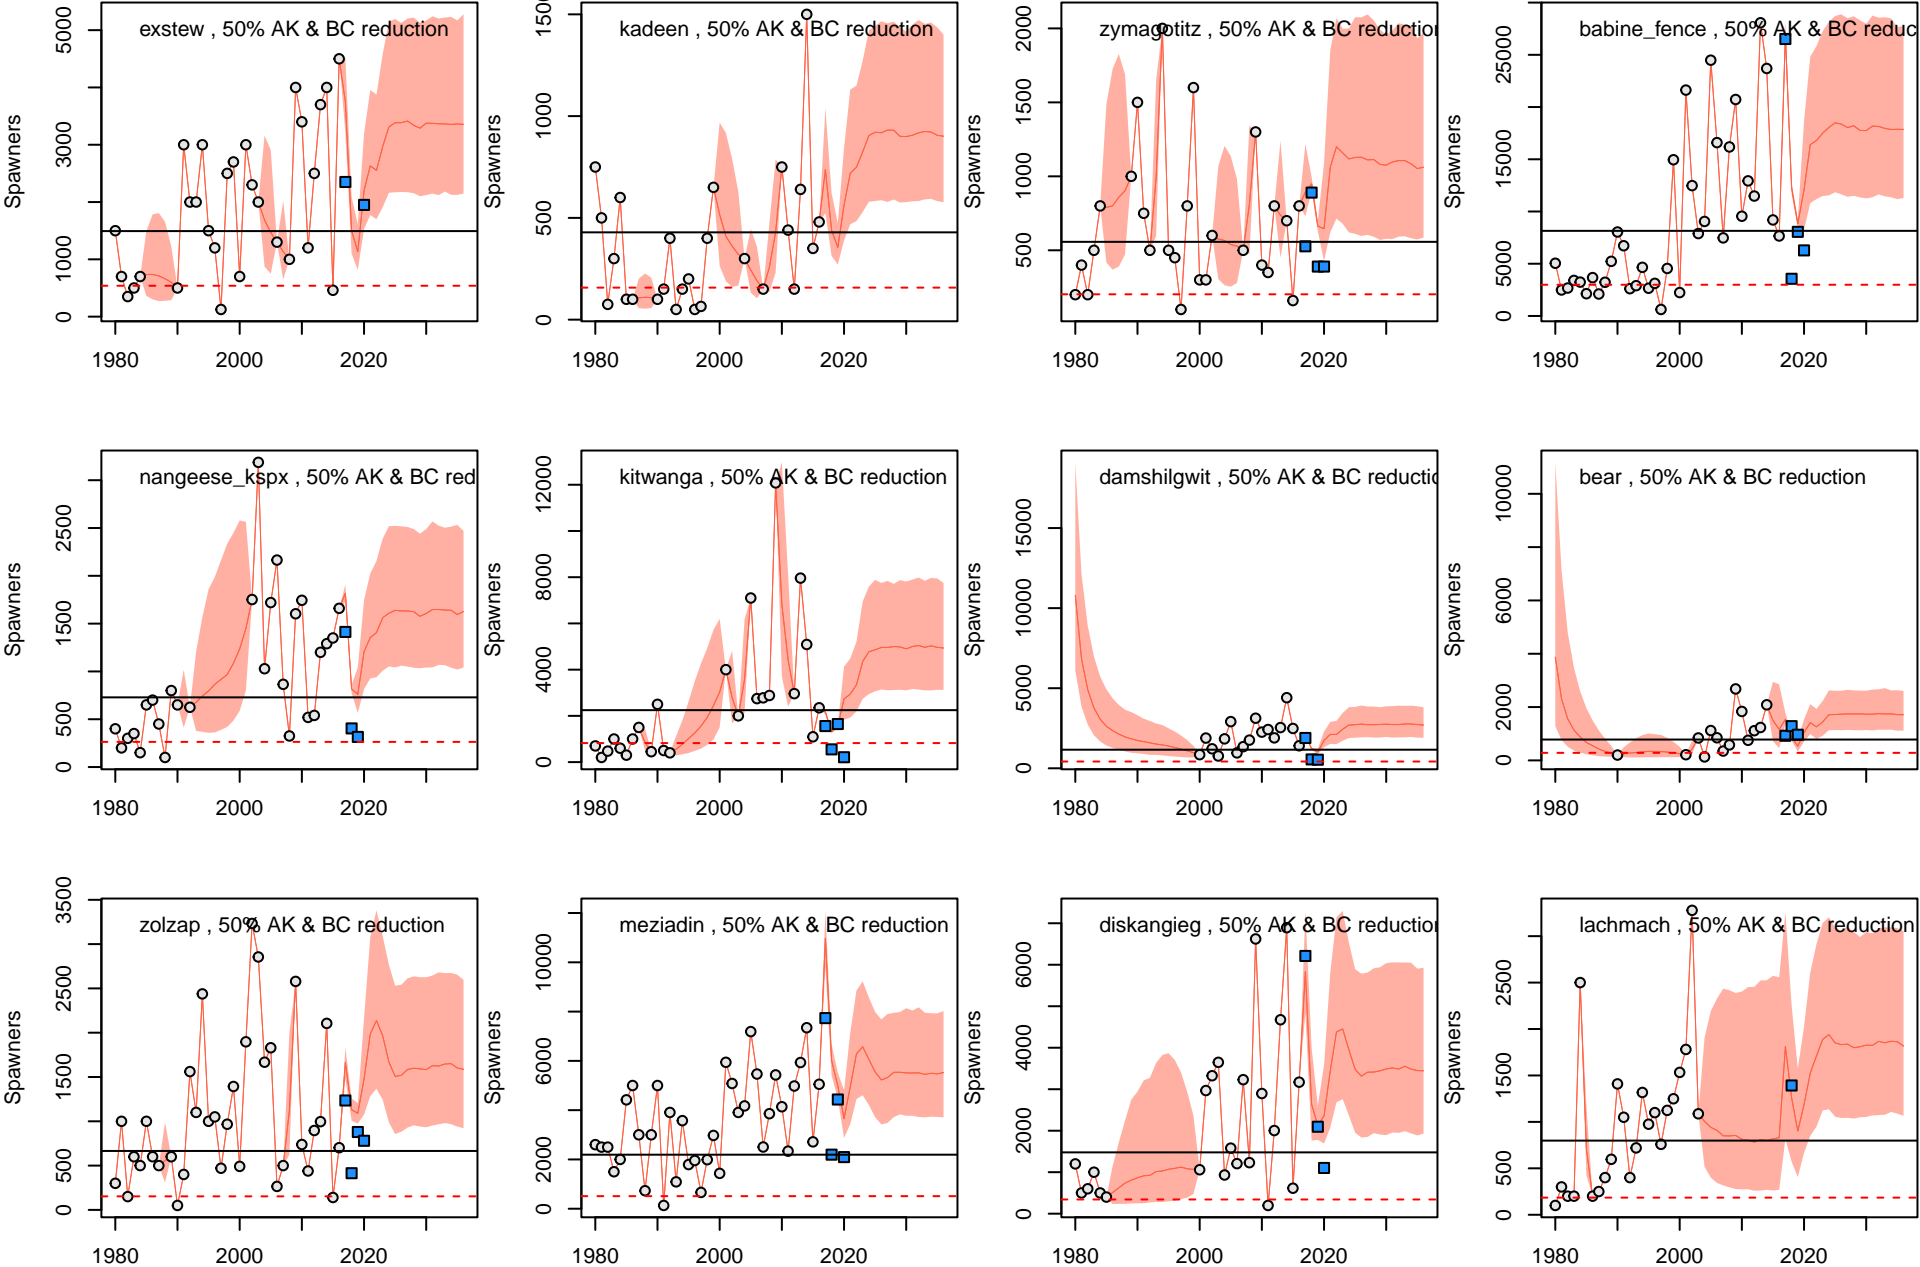 exstew , 50% AK & BC reduction
Spawners
0 1000 3000 5000
1980 2000 2020
kadeen , 50% AK & BC reduction
Spawners
0 500 1000 1500
1980 2000 2020
zymagotitz , 50% AK & BC reduction
Spawners
500 1000 1500 2000
1980 2000 2020
babine_fence , 50% AK & BC reduc
Spawners
0 5000 15000 25000
1980 2000 2020
nangeese_kspx , 50% AK & BC red
Spawners
0 500 1500 2500
1980 2000 2020
kitwanga , 50% AK & BC reduction
Spawners
0 4000 8000 12000
1980 2000 2020
damshilgwit , 50% AK & BC reductio
Spawners
0 5000 10000 15000
1980 2000 2020
bear , 50% AK & BC reduction
Spawners
0 2000 6000 10000
1980 2000 2020
zolzap , 50% AK & BC reduction
Spawners
0 500 1500 2500 3500
1980 2000 2020
meziadin , 50% AK & BC reduction
Spawners
0 2000 6000 10000
1980 2000 2020
diskangieg , 50% AK & BC reduction
Spawners
0 2000 4000 6000
1980 2000 2020
lachmach , 50% AK & BC reduction
Spawners
0 500 1500 2500
1980 2000 2020